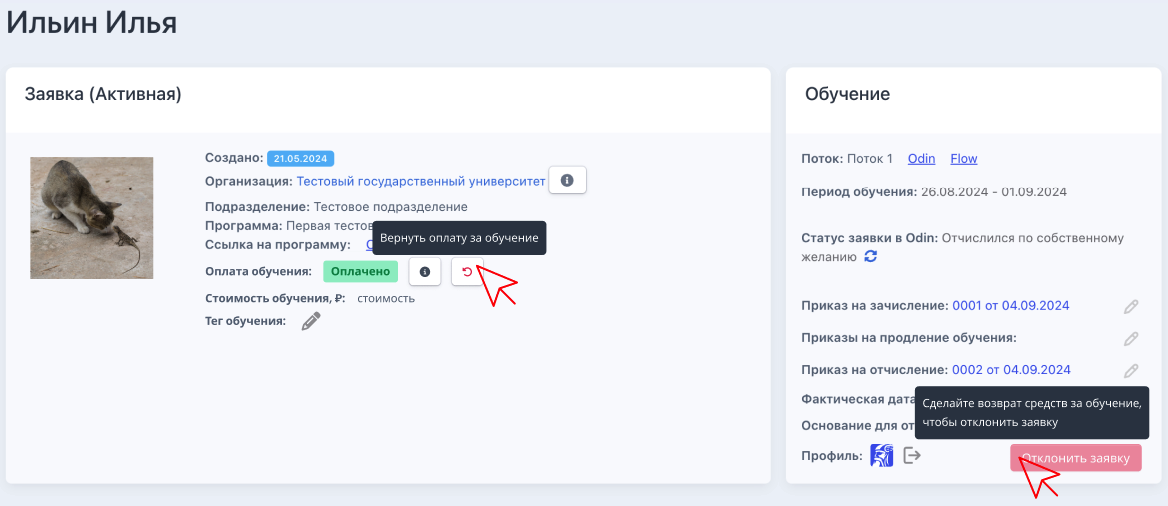 Ильин Илья
Заявка (Активная)
Создано: 21.05.2024
Организация: Тестовый государственный университет
Подразделение: Тестовое подразделение
Программа: Первая тестов
Ссылка на программу:
Вернуть оплату за обучение
Оплата обучения: Оплачено
Стоимость обучения, ₽: стоимость
Тег обучения:
Обучение
Поток: Поток 1 Odin Flow
Период обучения: 26.08.2024 - 01.09.2024
Статус заявки в Odin: Отчислился по собственному
желанию
Приказ на зачисление: 0001 от 04.09.2024
Приказы на продление обучения:
Приказ на отчисление: 0002 от 04.09.2024
Фактическая дата
Сделайте возврат средств за обучение,
чтобы отклонить заявку
Основание для от
Профиль:
Отклонить заявку